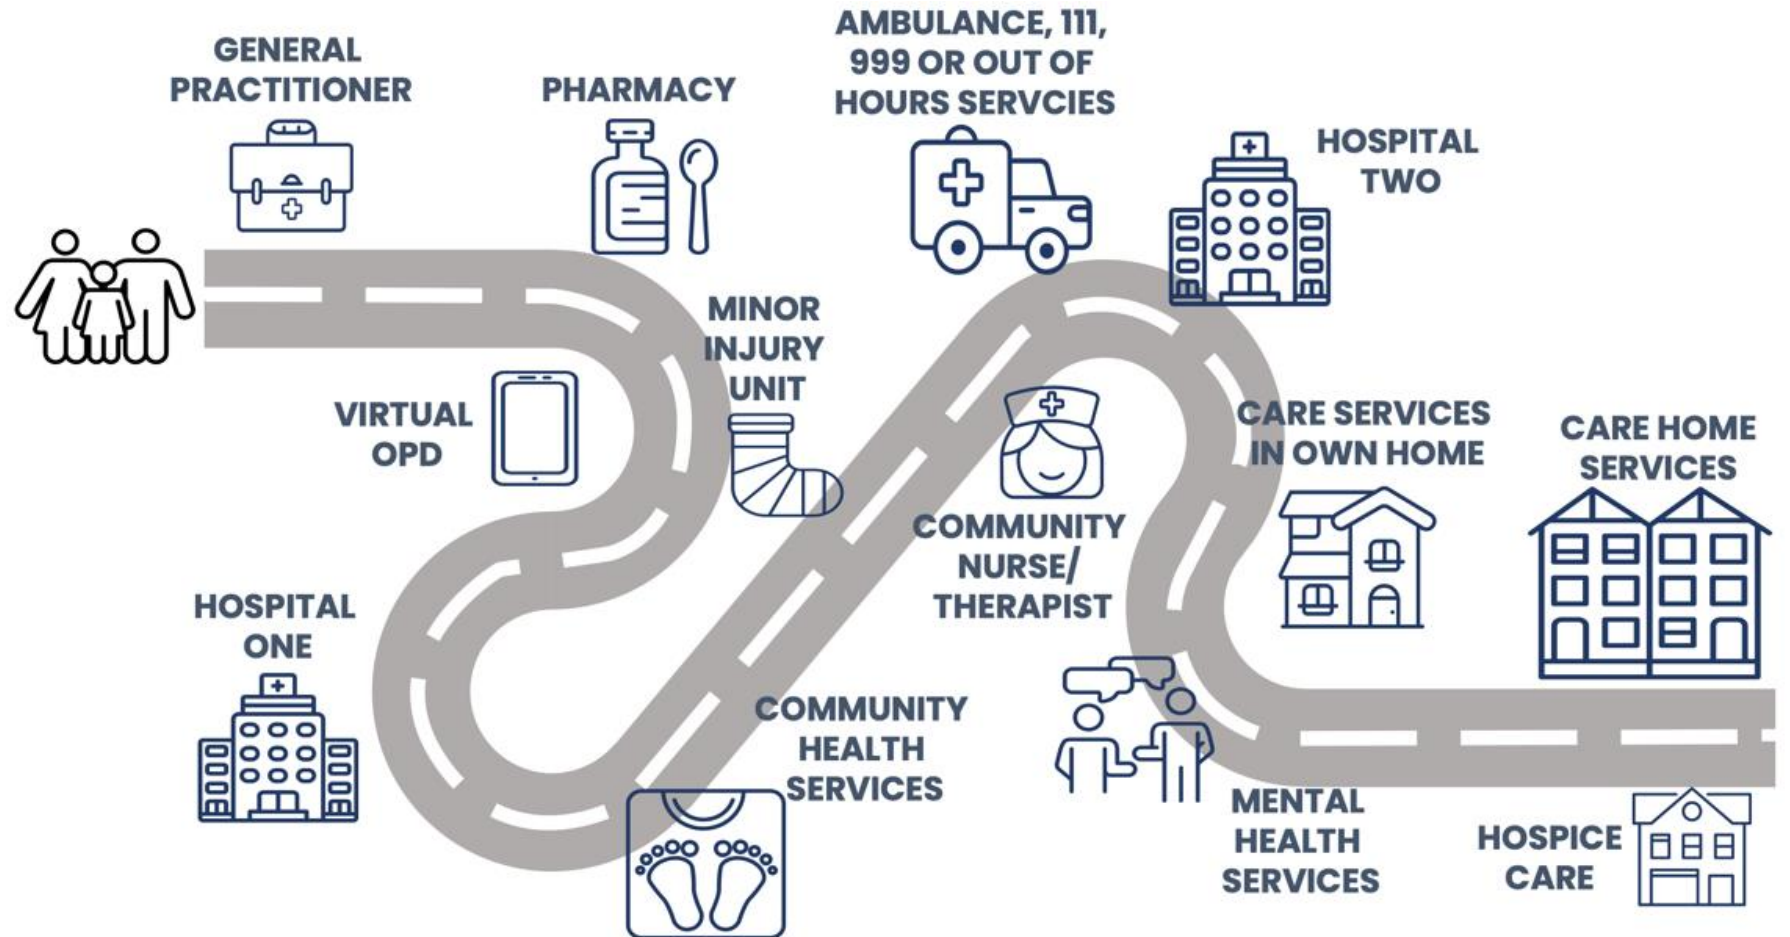 GENERAL
PRACTITIONER
PHARMACY
AMBULANCE, 111,
999 OR OUT OF
HOURS SERVCIES
HOSPITAL
TWO
MINOR
INJURY
UNIT
VIRTUAL
OPD
CARE SERVICES
IN OWN HOME
CARE HOME
SERVICES
COMMUNITY
NURSE/
THERAPIST
HOSPITAL
ONE
COMMUNITY
HEALTH
SERVICES
MENTAL
HEALTH
SERVICES
HOSPICE
CARE